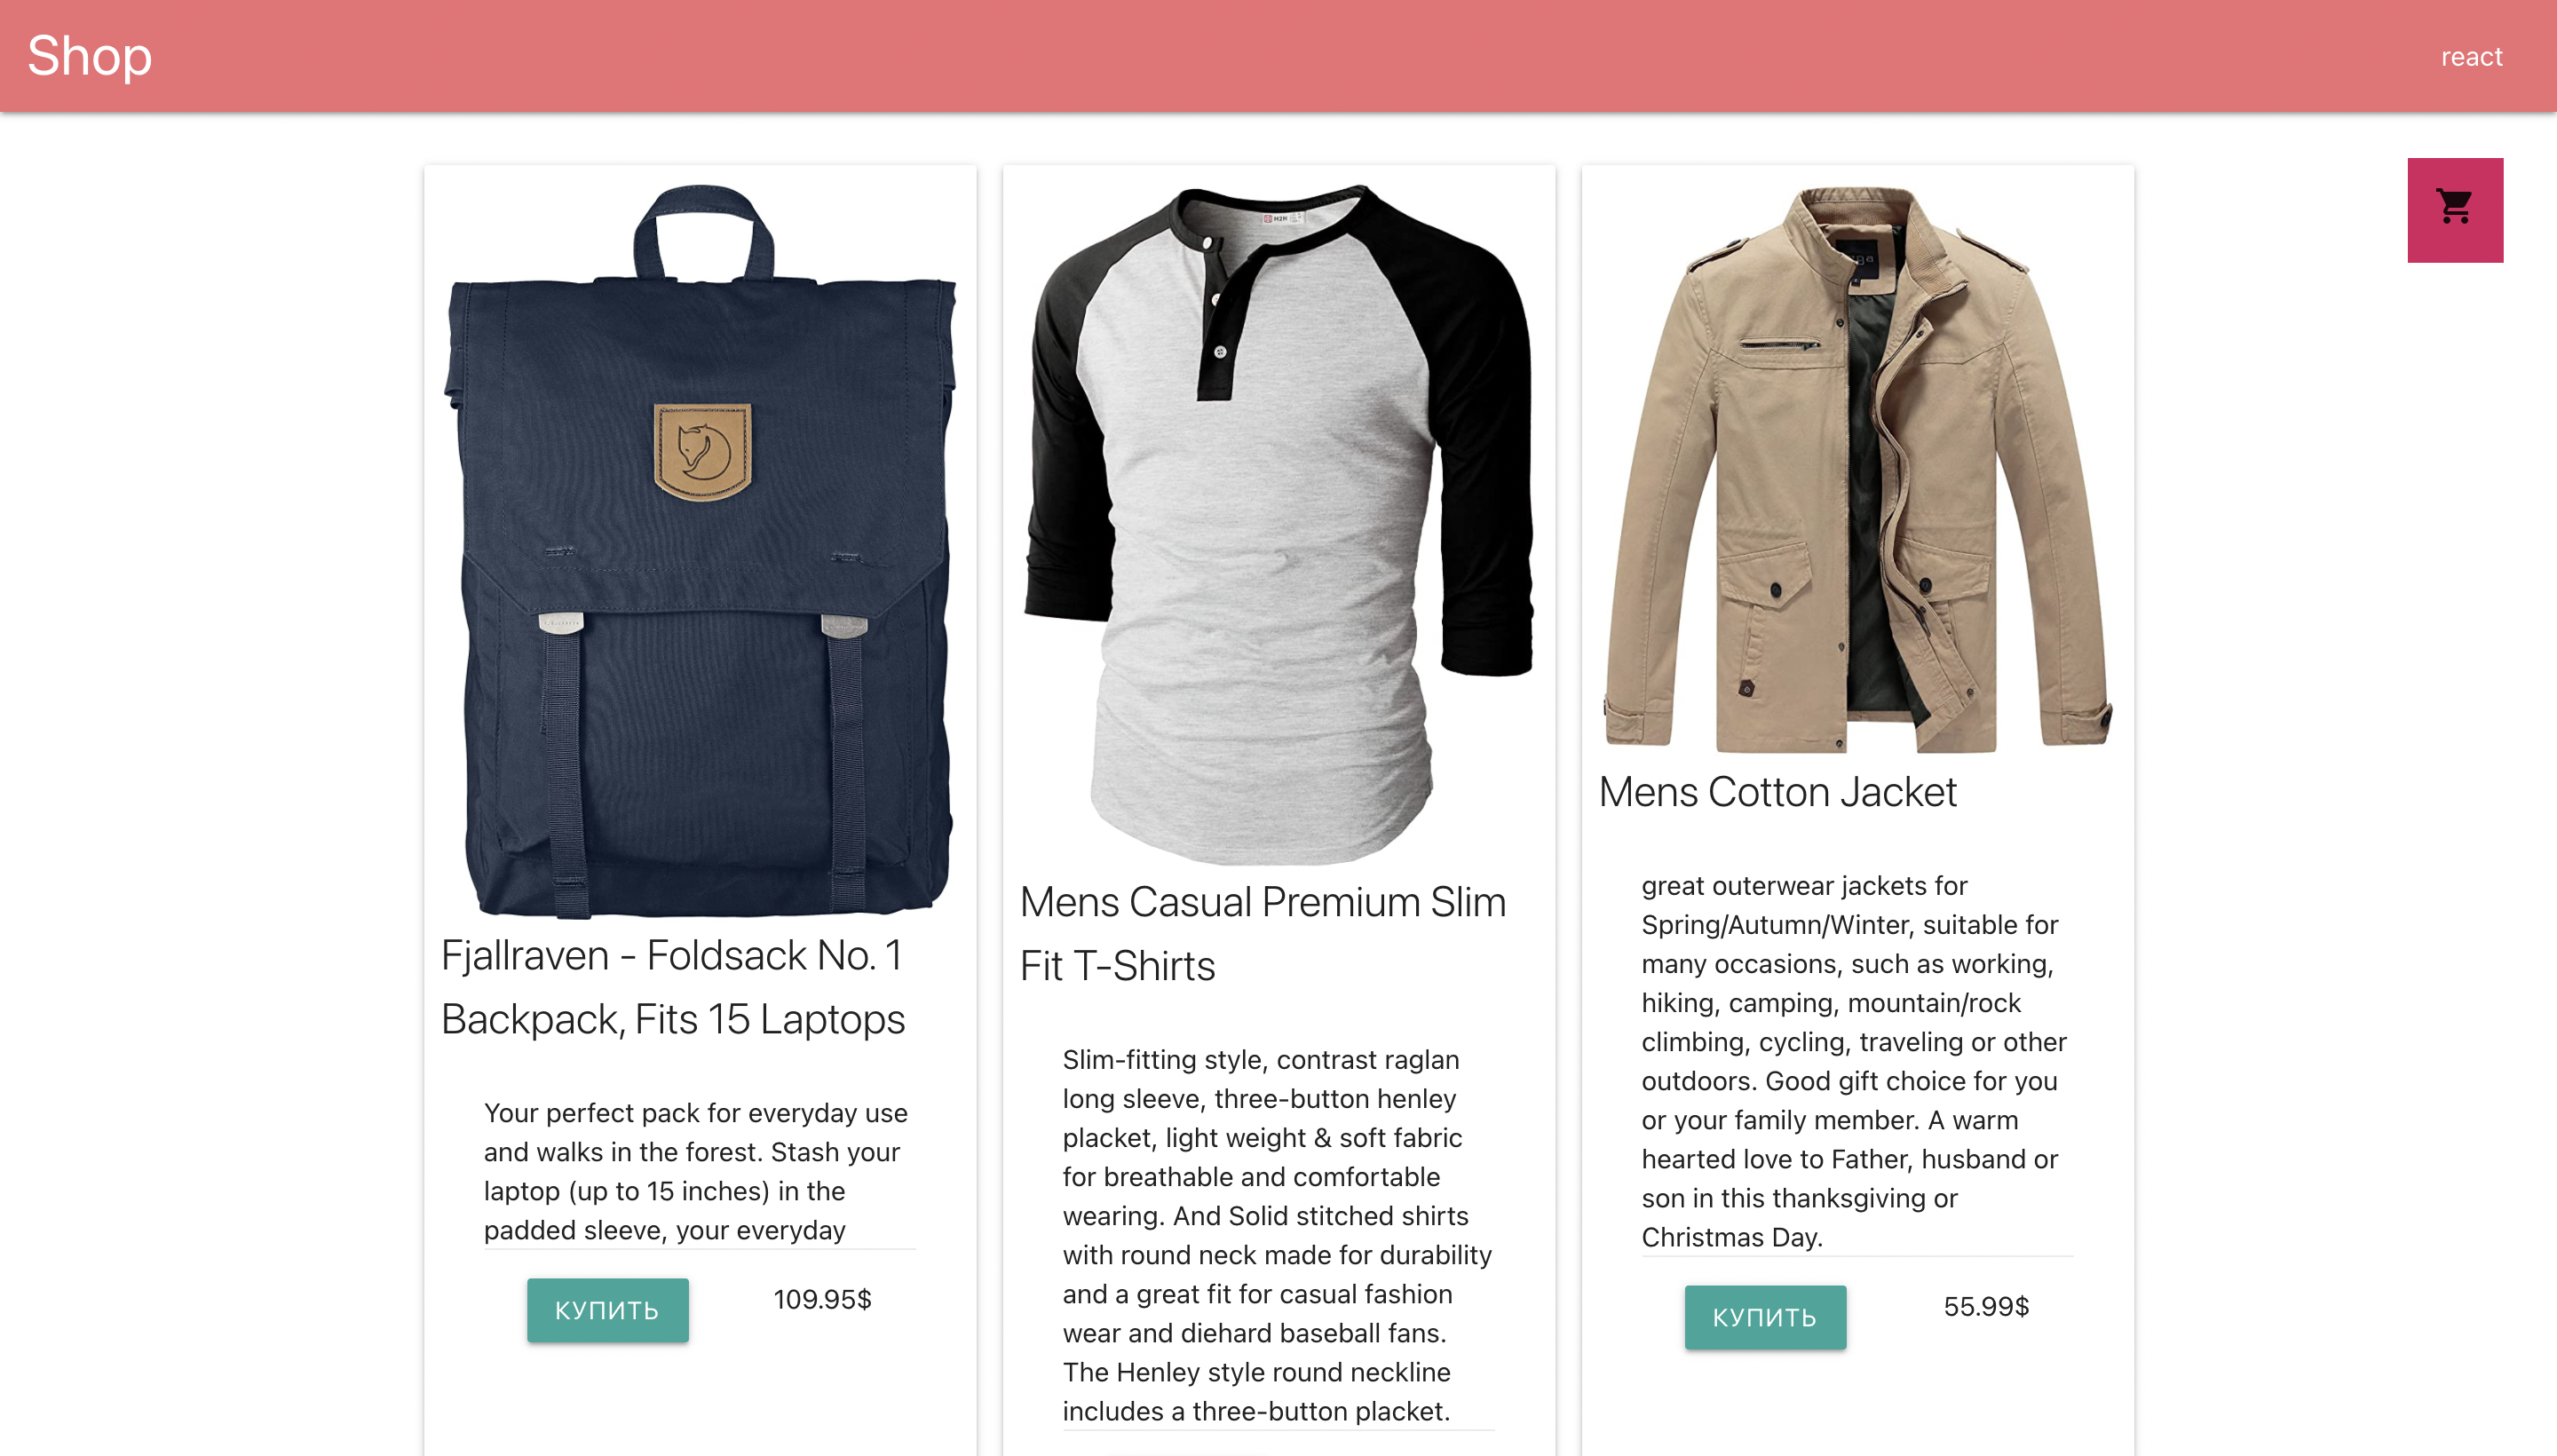 Shop
react
Fjallraven - Foldsack No. 1
Backpack, Fits 15 Laptops
Your perfect pack for everyday use
and walks in the forest. Stash your
laptop (up to 15 inches) in the
padded sleeve, your everyday
КУПИТЬ
109.95$
H2H
Mens Casual Premium Slim
Fit T-Shirts
Slim-fitting style, contrast raglan
long sleeve, three-button henley
placket, light weight & soft fabric
for breathable and comfortable
wearing. And Solid stitched shirts
with round neck made for durability
and a great fit for casual fashion
wear and diehard baseball fans.
The Henley style round neckline
includes a three-button placket.
Mens Cotton Jacket
great outerwear jackets for
Spring/Autumn/Winter, suitable for
many occasions, such as working,
hiking, camping, mountain/rock
climbing, cycling, traveling or other
outdoors. Good gift choice for you
or your family member. A warm
hearted love to Father, husband or
son in this thanksgiving or
Christmas Day.
КУПИТЬ
55.99$